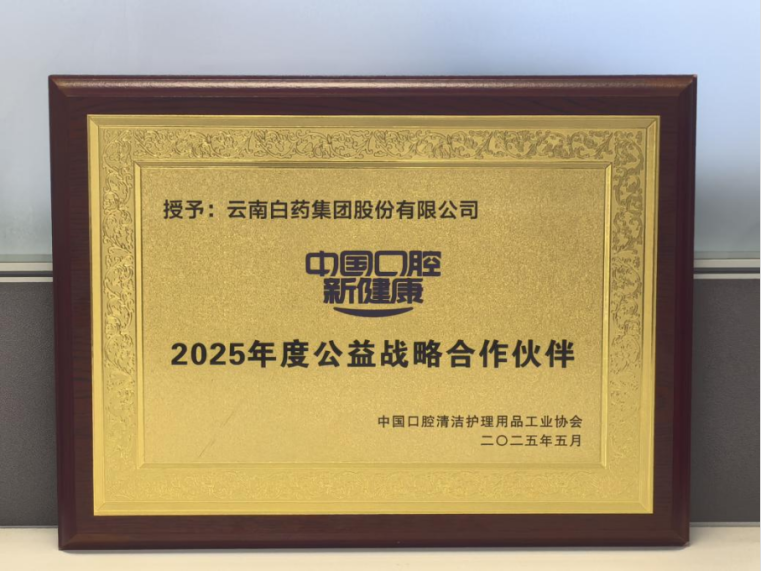 授予：云南白药集团股份有限公司
中国口腔
新健康
2025年度公益战略合作伙伴
中国口腔清洁护理用品工业协会
二〇二五年五月